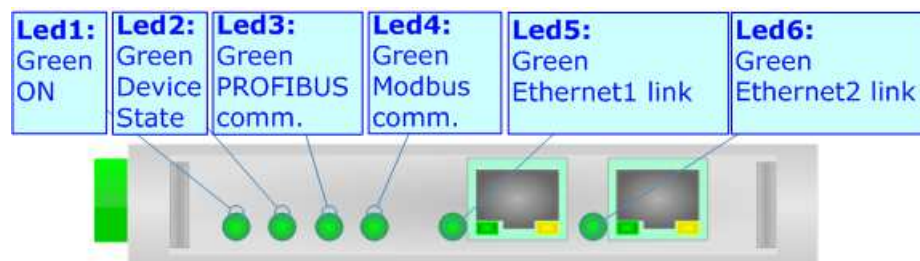 Led1:
Green
ON
Led2:
Green
Device
State
Led3:
Green
PROFIBUS
comm.
Led4:
Green
Modbus
comm.
Led5:
Green
Ethernet1 link
Led6:
Green
Ethernet2 link